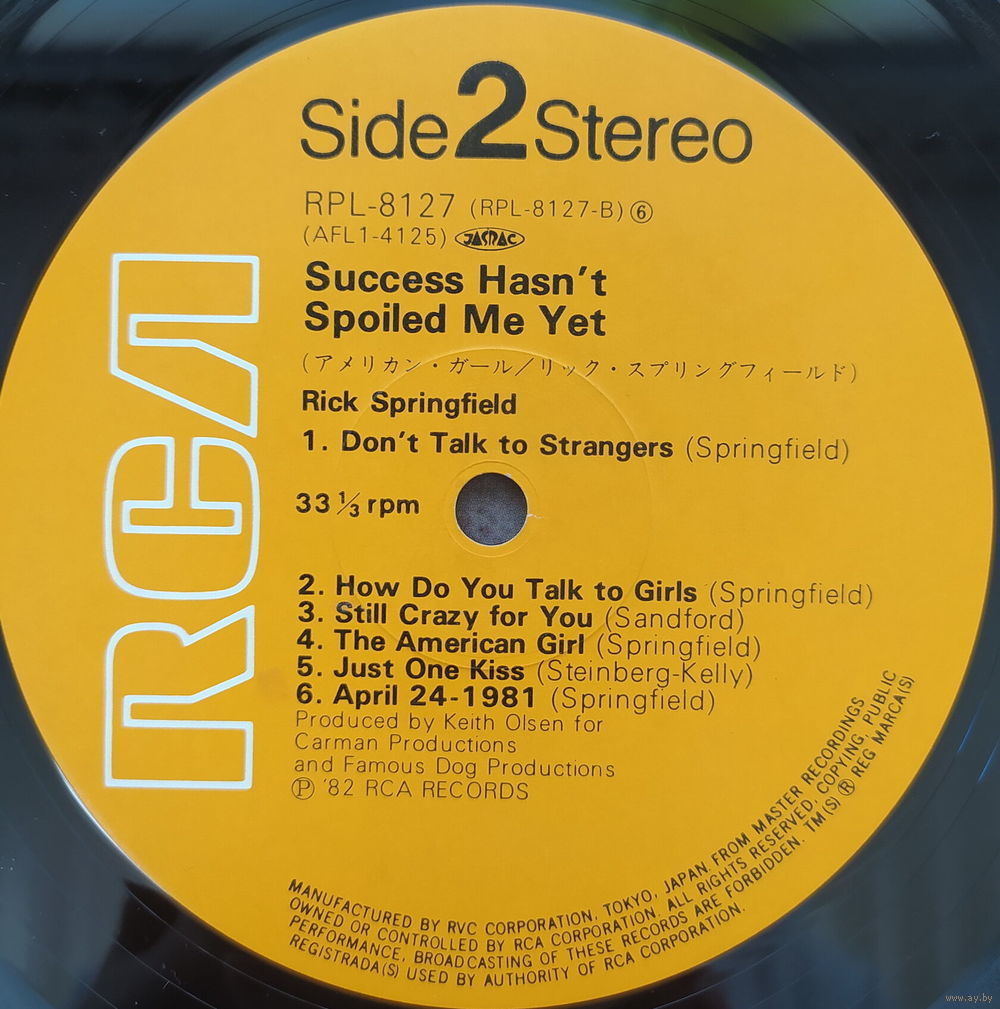 Side 2 Stereo
RPL-8127 (RPL-8127-B) ⑥
(AFL1-4125) JASRAC
Success Hasn't
Spoiled Me Yet
(アメリカン・ガール/リック・スプリングフィールド)
Rick Springfield
1. Don't Talk to Strangers (Springfield)
33 1/3 rpm
2. How Do You Talk to Girls (Springfield)
3. Still Crazy for You (Sandford)
4. The American Girl (Springfield)
5. Just One Kiss (Steinberg-Kelly)
6. April 24-1981 (Springfield)
Produced by Keith Olsen for
Carman Productions
and Famous Dog Productions
Ⓟ '82 RCA RECORDS
RCA
MANUFACTURED BY RVC CORPORATION, TOKYO, JAPAN FROM MASTER RECORDINGS
OWNED OR CONTROLLED BY RCA CORPORATION, ALL RIGHTS RESERVED, COPYING, PUBLIC
PERFORMANCE, BROADCASTING OF THESE RECORDS ARE FORBIDDEN. TM(S) ® REG MARCA(S)
REGISTRADA(S) USED BY AUTHORITY OF RCA CORPORATION.
www.ay.by